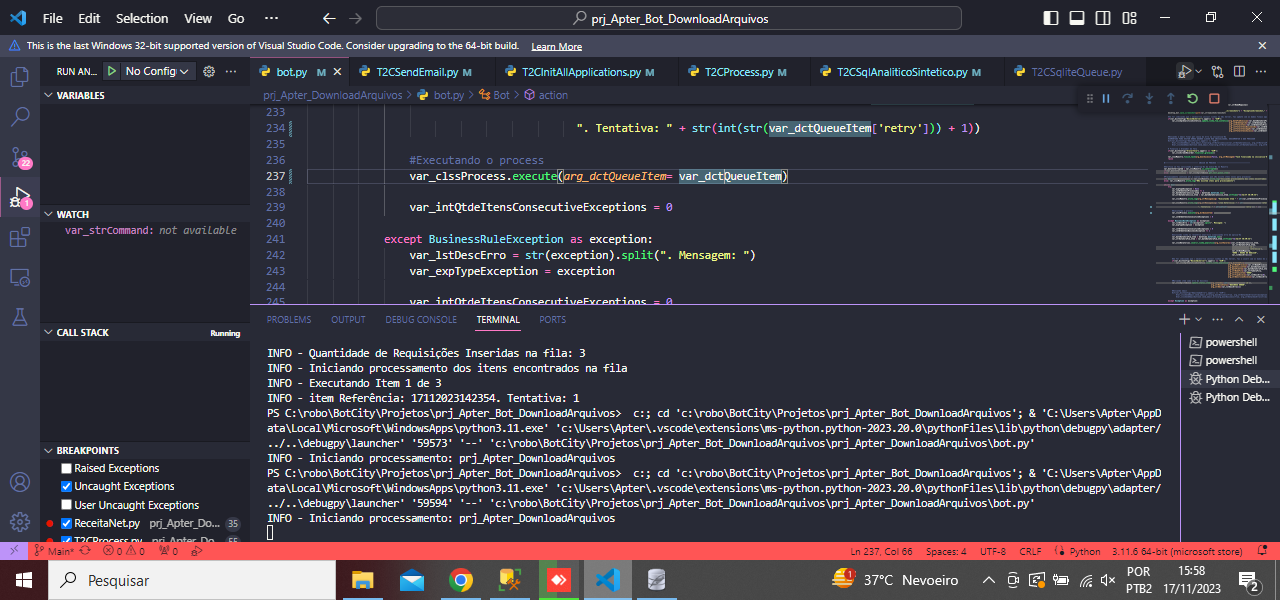 File Edit Selection View Go ··· prj_Apter_Bot_DownloadArquivos
This is the last Windows 32-bit supported version of Visual Studio Code. Consider upgrading to the 64-bit build. Learn More
RUN AN... No Config
bot.py M T2CSendEmail.py M T2CInitAllApplications.py M T2CProcess.py M T2CSqlAnaliticoSintetico.py M T2CSqliteQueue.py
VARIABLES
prj_Apter_Bot_DownloadArquivos > bot.py > Bot > action
233
234 ". Tentativa: " + str(int(str(var_dctQueueItem['retry'])) + 1))
235
236 #Executando o process
237 var_clssProcess.execute(arg_dctQueueItem= var_dctQueueItem)
238
239 var_intQtdeItensConsecutiveExceptions = 0
240
241 except BusinessRuleException as exception:
242 var_lstDescErro = str(exception).split(". Mensagem: ")
243 var_expTypeException = exception
244
245 var_intQtdeItensConsecutiveExceptions = 0
WATCH
var_strCommand: not available
CALL STACK Running
BREAKPOINTS
Raised Exceptions
Uncaught Exceptions
User Uncaught Exceptions
ReceitaNet.py prj_Apter_Do... 35
T2CProcess.py prj_Apter_Do... 55
22
1
PROBLEMS OUTPUT DEBUG CONSOLE TERMINAL PORTS
INFO - Quantidade de Requisições Inseridas na fila: 3
INFO - Iniciando processamento dos itens encontrados na fila
INFO - Executando Item 1 de 3
INFO - item Referência: 17112023142354. Tentativa: 1
PS C:\robo\BotCity\Projetos\prj_Apter_Bot_DownloadArquivos> c:; cd 'c:\robo\BotCity\Projetos\prj_Apter_Bot_DownloadArquivos'; & 'C:\Users\Apter\AppD
ata\Local\Microsoft\WindowsApps\python3.11.exe' 'c:\Users\Apter\.vscode\extensions\ms-python.python-2023.20.0\pythonFiles\lib\python\debugpy\adapter/
../..\debugpy\launcher' '59573' '--' 'c:\robo\BotCity\Projetos\prj_Apter_Bot_DownloadArquivos\bot.py'
INFO - Iniciando processamento: prj_Apter_DownloadArquivos
PS C:\robo\BotCity\Projetos\prj_Apter_Bot_DownloadArquivos> c:; cd 'c:\robo\BotCity\Projetos\prj_Apter_Bot_DownloadArquivos'; & 'C:\Users\Apter\AppD
ata\Local\Microsoft\WindowsApps\python3.11.exe' 'c:\Users\Apter\.vscode\extensions\ms-python.python-2023.20.0\pythonFiles\lib\python\debugpy\adapter/
../..\debugpy\launcher' '59594' '--' 'c:\robo\BotCity\Projetos\prj_Apter_Bot_DownloadArquivos\bot.py'
INFO - Iniciando processamento: prj_Apter_DownloadArquivos
powershell
powershell
Python Deb...
Python Deb...
Main* 0 0 0 Ln 237, Col 66 Spaces: 4 UTF-8 CRLF Python 3.11.6 64-bit (microsoft store)
Pesquisar 37°C Nevoeiro
POR
PTB2
15:58
17/11/2023
2